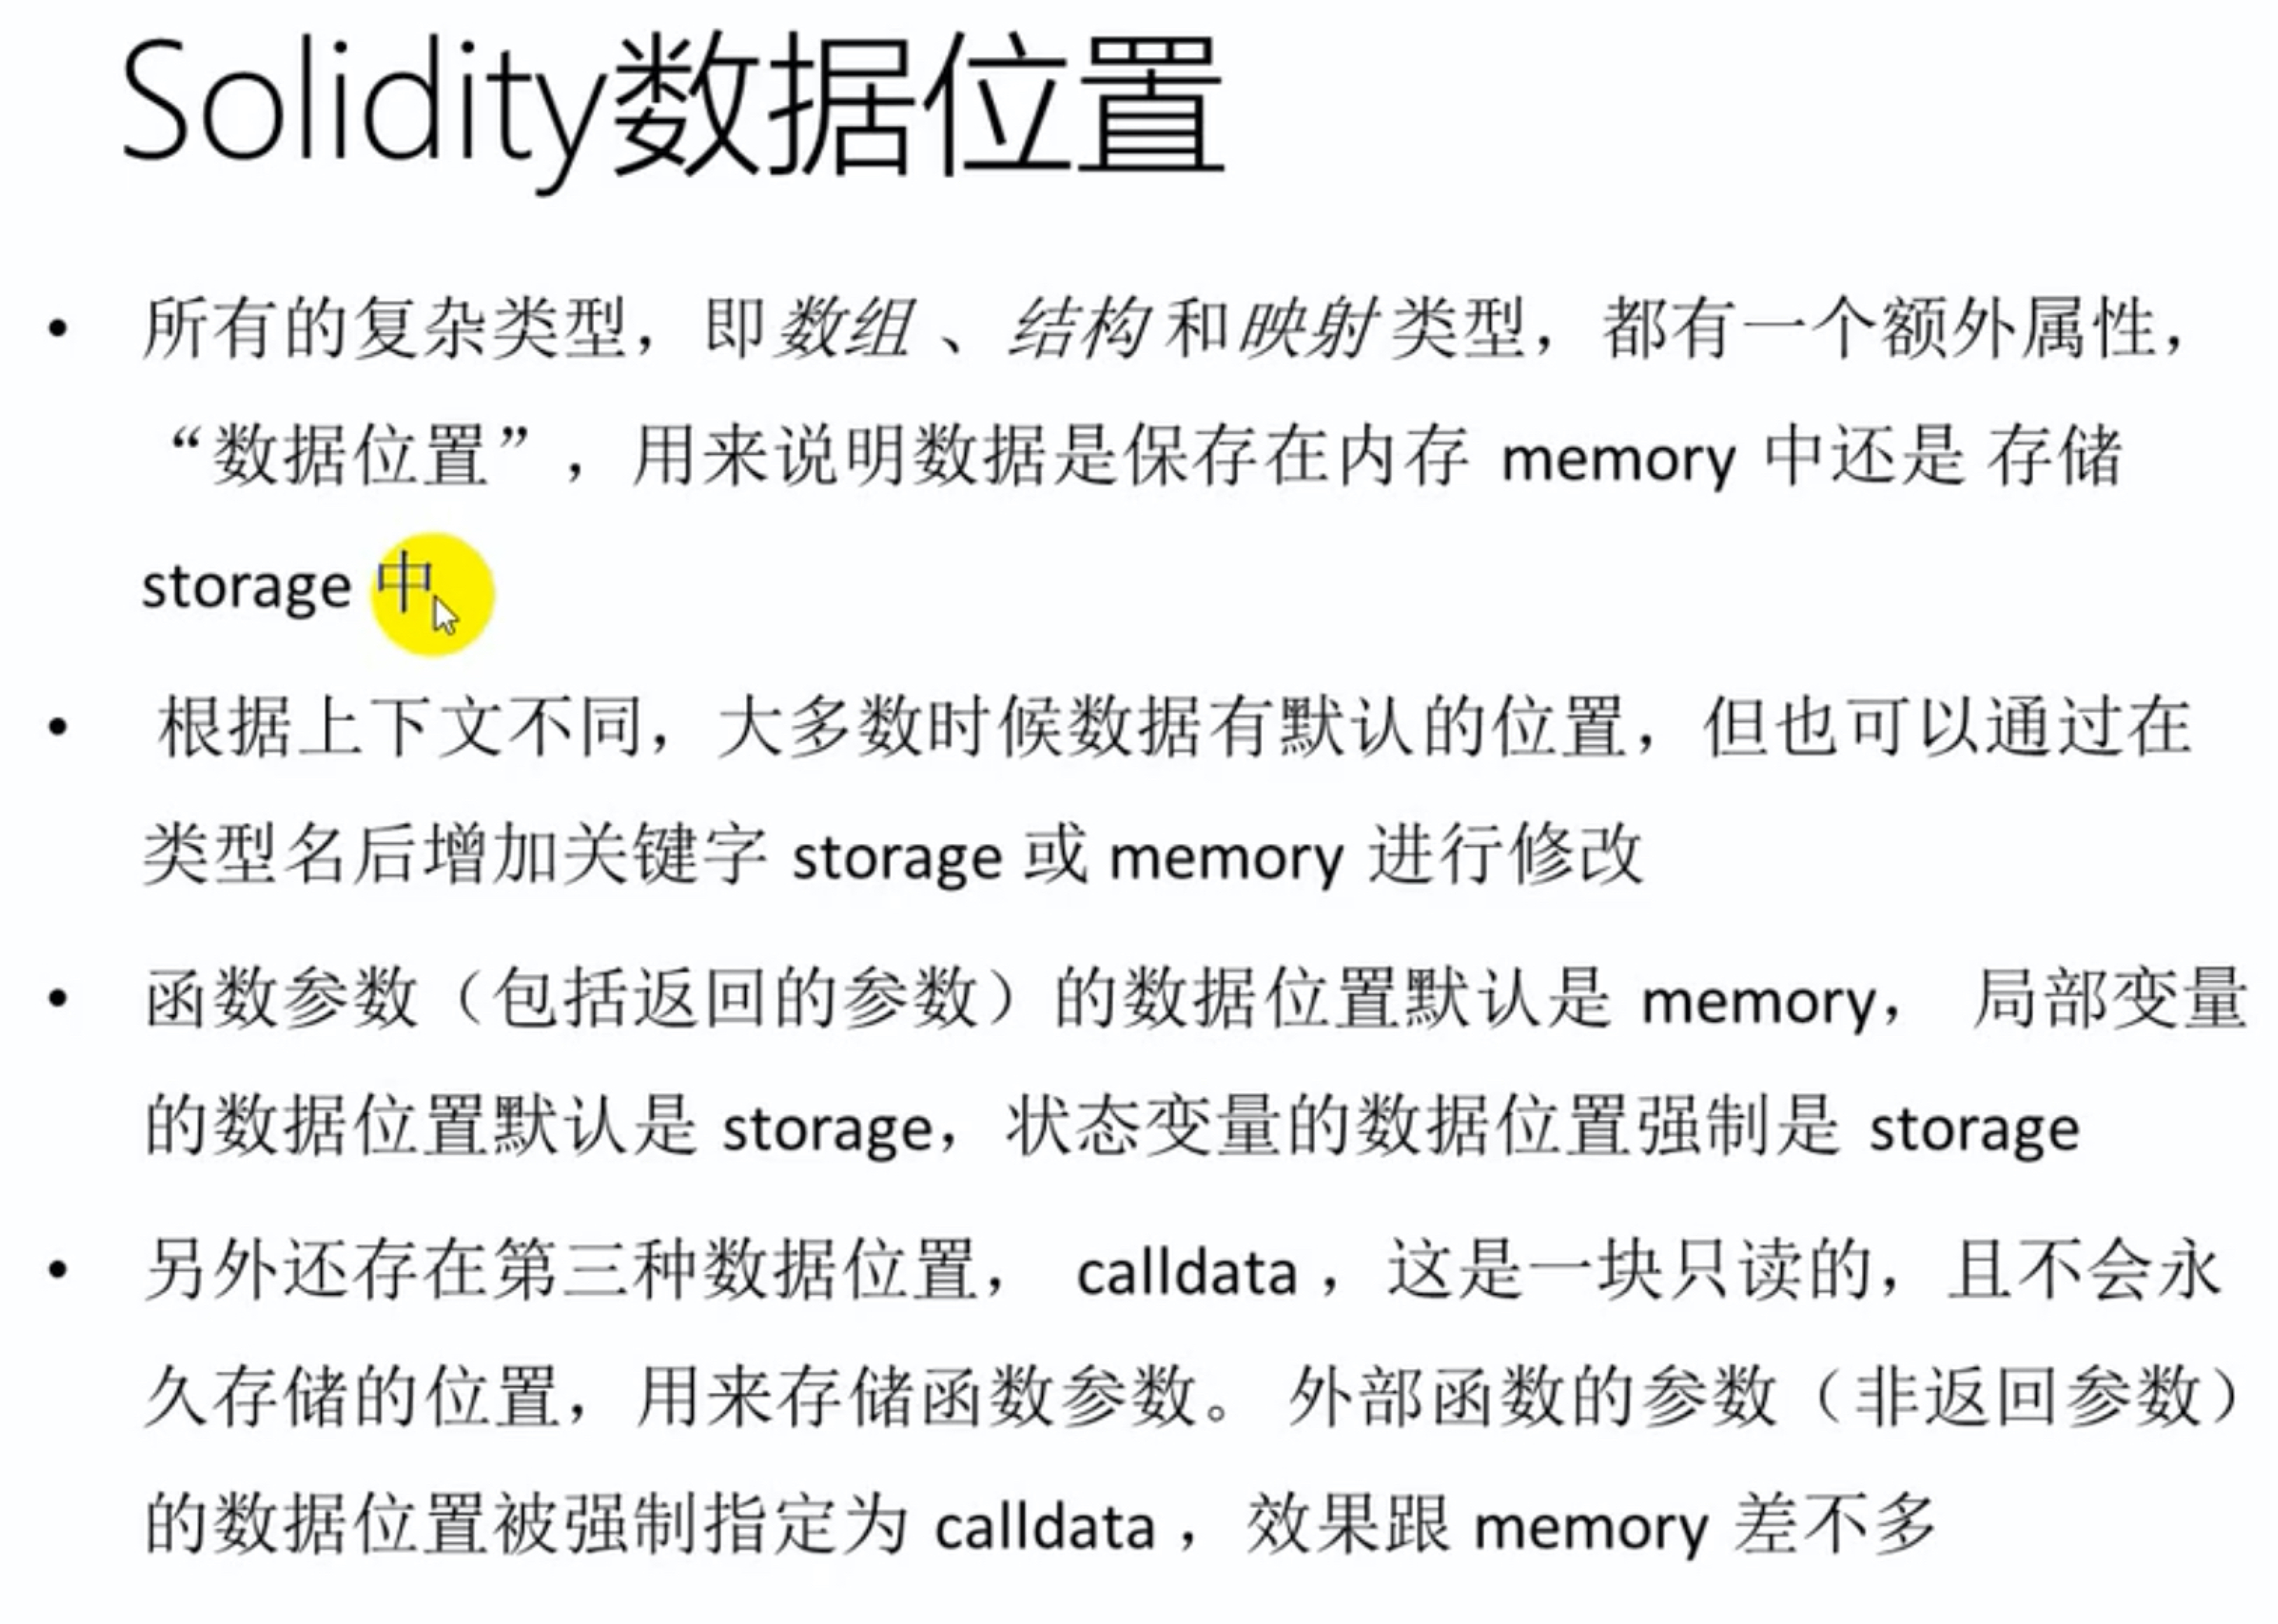 Solidity数据位置
• 所有的复杂类型，即数组 、结构 和映射 类型，都有一个额外属性，
“数据位置”，用来说明数据是保存在内存 memory 中还是 存储
storage 中
• 根据上下文不同，大多数时候数据有默认的位置，但也可以通过在
类型名后增加关键字 storage 或 memory 进行修改
• 函数参数（包括返回的参数）的数据位置默认是 memory， 局部变量
的数据位置默认是 storage，状态变量的数据位置强制是 storage
• 另外还存在第三种数据位置， calldata ，这是一块只读的，且不会永
久存储的位置，用来存储函数参数。 外部函数的参数（非返回参数）
的数据位置被强制指定为 calldata ，效果跟 memory 差不多